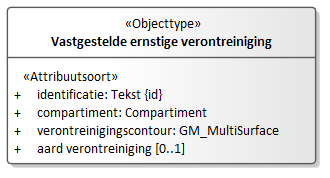 «Objecttype»
Vastgestelde ernstige verontreiniging
«Attribuutsoort»
+ identificatie: Tekst {id}
+ compartiment: Compartiment
+ verontreinigingscontour: GM_MultiSurface
+ aard verontreiniging [0..1]